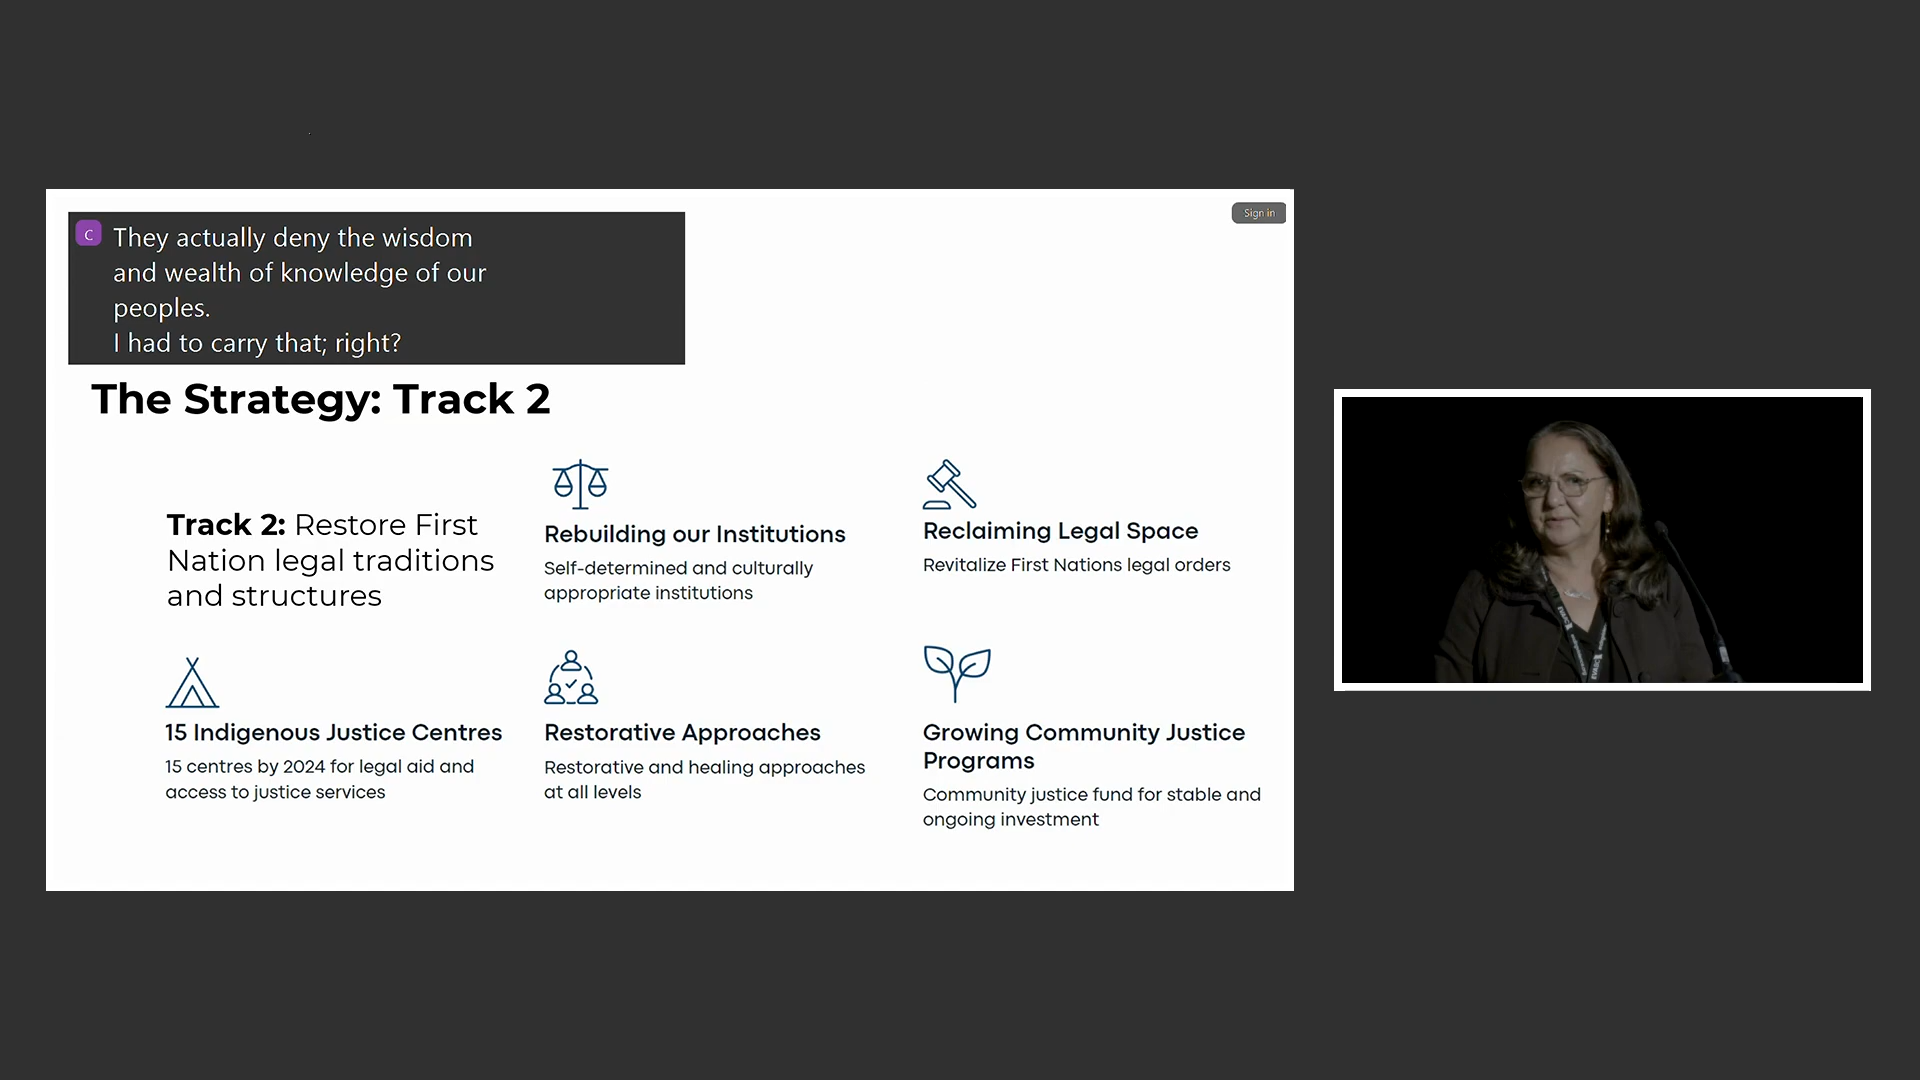 C
They actually deny the wisdom
and wealth of knowledge of our
peoples.
I had to carry that; right?
Sign in
The Strategy: Track 2
Track 2: Restore First
Nation legal traditions
and structures
Rebuilding our Institutions
Self-determined and culturally
appropriate institutions
Reclaiming Legal Space
Revitalize First Nations legal orders
15 Indigenous Justice Centres
15 centres by 2024 for legal aid and
access to justice services
Restorative Approaches
Restorative and healing approaches
at all levels
Growing Community Justice
Programs
Community justice fund for stable and
ongoing investment
EVABC